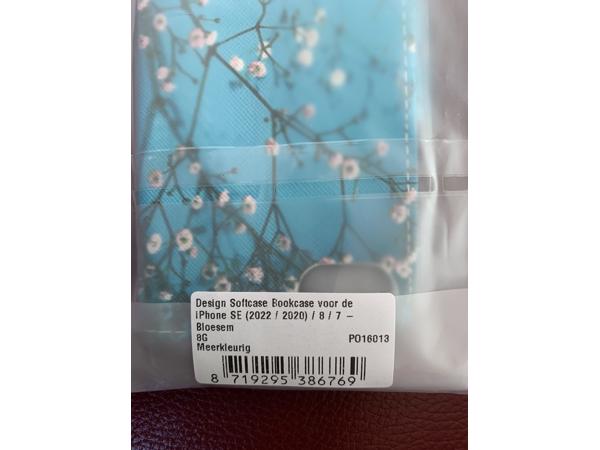 Design Softcase Bookcase voor de
iPhone SE (2022 / 2020) / 8 / 7 –
Bloesem
8G PO16013
Meerkleurig
8 719295 386769